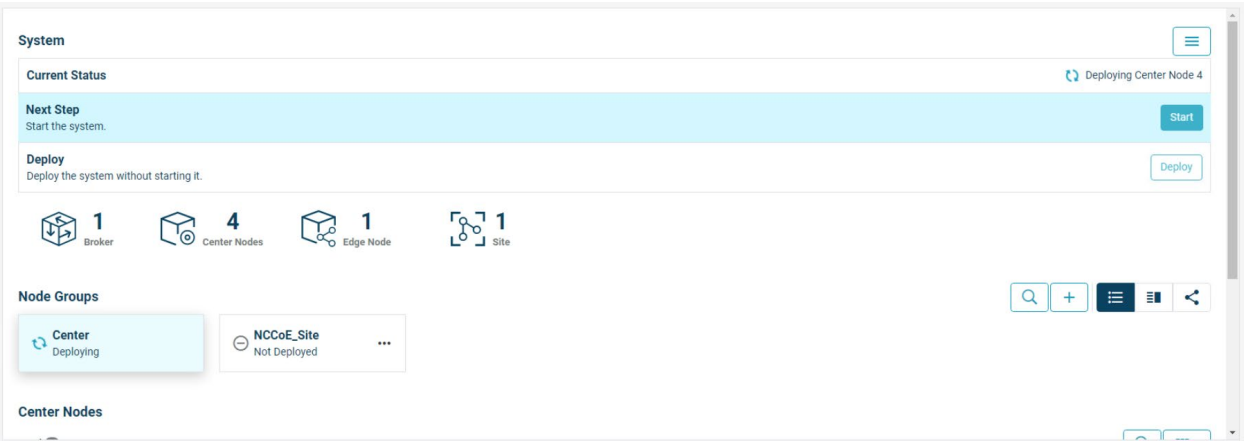 System
Current Status
Deploying Center Node 4
Next Step
Start the system.
Start
Deploy
Deploy the system without starting it.
Deploy
1
Broker
4
Center Nodes
1
Edge Node
1
Site
Node Groups
Center
Deploying
NCCoE_Site
Not Deployed
Center Nodes